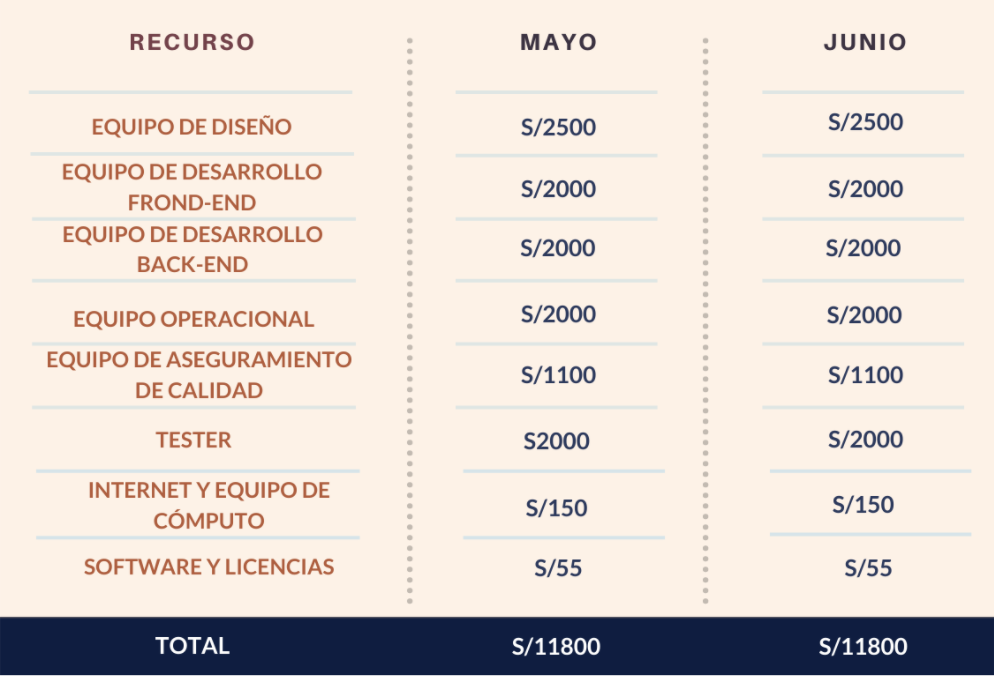 RECURSO MAYO JUNIO
EQUIPO DE DISEÑO S/2500 S/2500
EQUIPO DE DESARROLLO
FROND-END S/2000 S/2000
EQUIPO DE DESARROLLO
BACK-END S/2000 S/2000
EQUIPO OPERACIONAL S/2000 S/2000
EQUIPO DE ASEGURAMIENTO
DE CALIDAD S/1100 S/1100
TESTER S2000 S/2000
INTERNET Y EQUIPO DE
CÓMPUTO S/150 S/150
SOFTWARE Y LICENCIAS S/55 S/55
TOTAL S/11800 S/11800